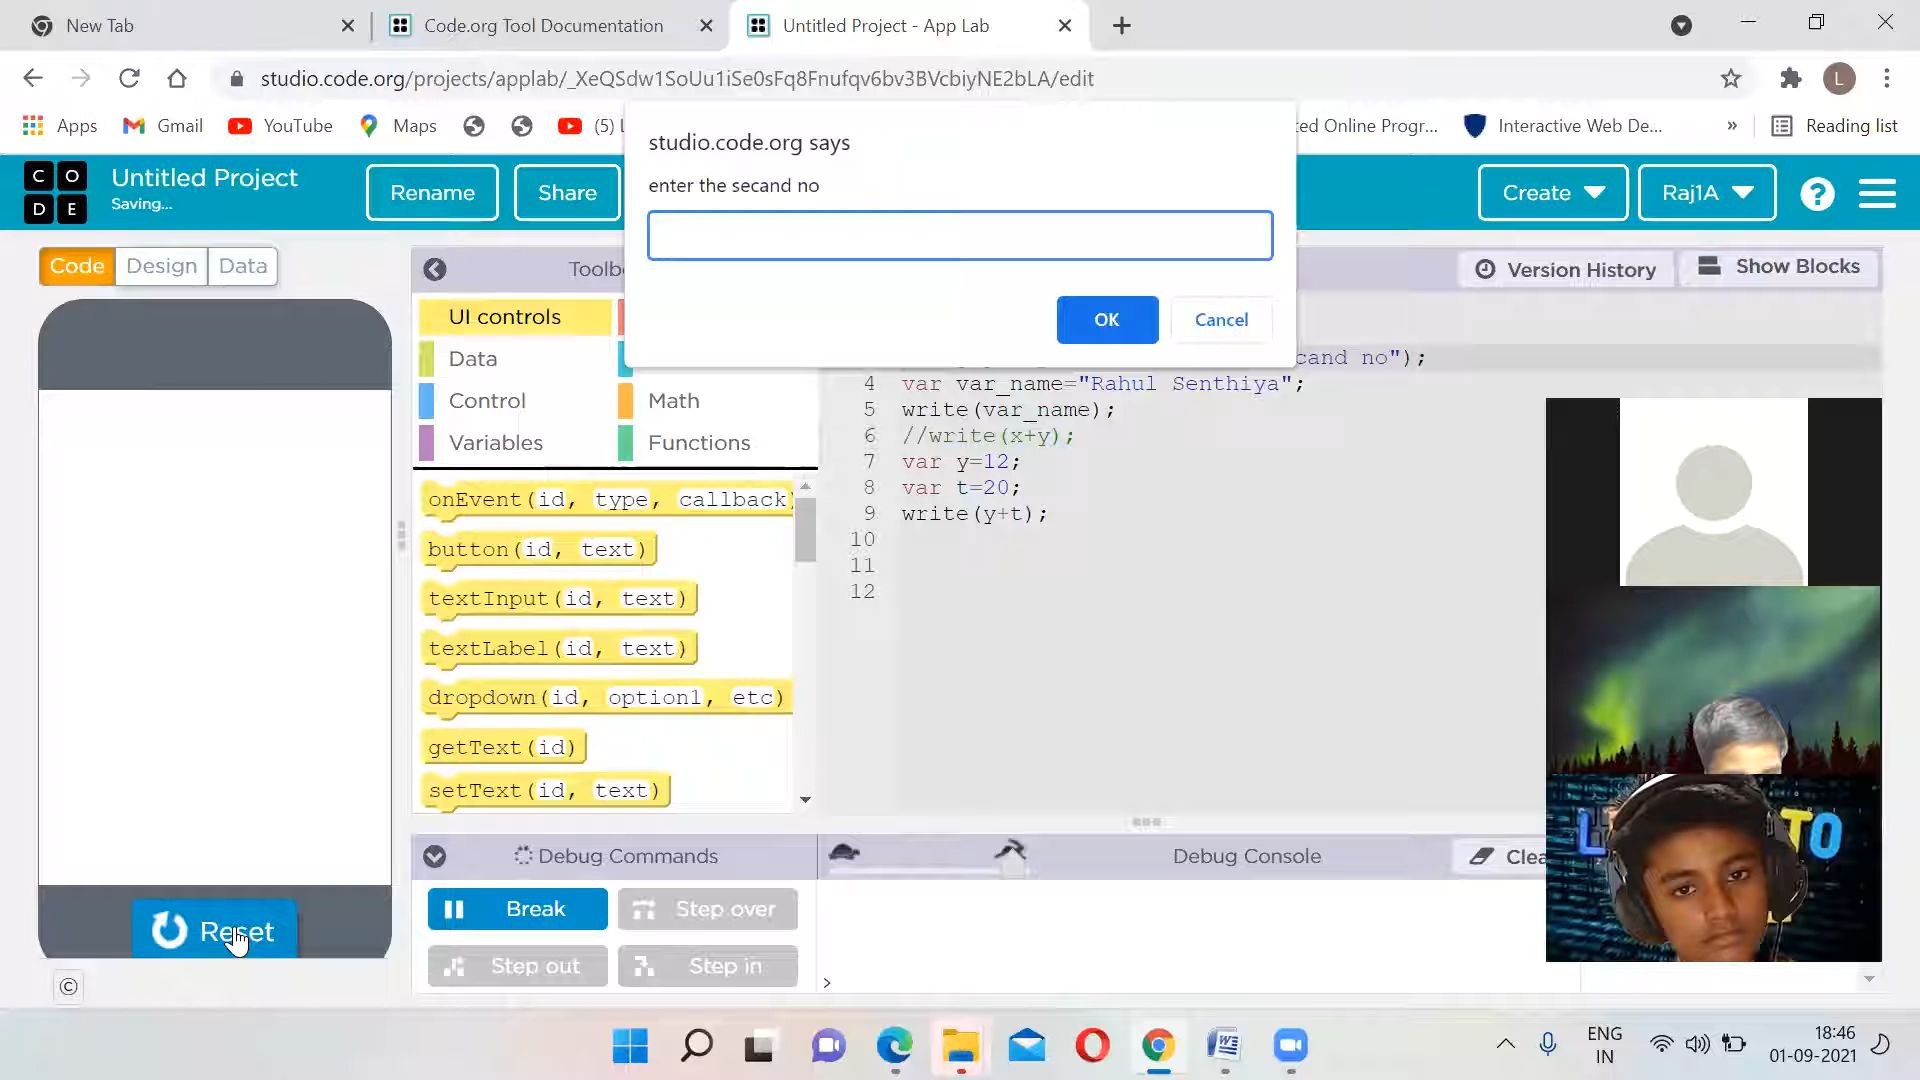 New Tab
Code.org Tool Documentation
Untitled Project - App Lab
studio.code.org/projects/applab/_XeQSdw1SoUu1iSe0sFq8Fnufqv6bv3BVcbiyNE2bLA/edit
L
Apps
Gmail
YouTube
Maps
(5) L
ted Online Progr...
Interactive Web De...
»
Reading list
studio.code.org says
enter the secand no
OK
Cancel
C O
D E
Untitled Project
Saving...
Rename
Share
Create
Raj1A
?
Code
Design
Data
Toolb
Version History
Show Blocks
UI controls
Data
Control
Math
Variables
Functions
onEvent(id, type, callback)
button(id, text)
textInput(id, text)
textLabel(id, text)
dropdown(id, option1, etc)
getText(id)
setText(id, text)
cand no");
4 var var_name="Rahul Senthiya";
5 write(var_name);
6 //write(x+y);
7 var y=12;
8 var t=20;
9 write(y+t);
10
11
12
Debug Commands
Debug Console
Clea
Break
Step over
Step out
Step in
>
Reset
©
TO
ENG
IN
18:46
01-09-2021